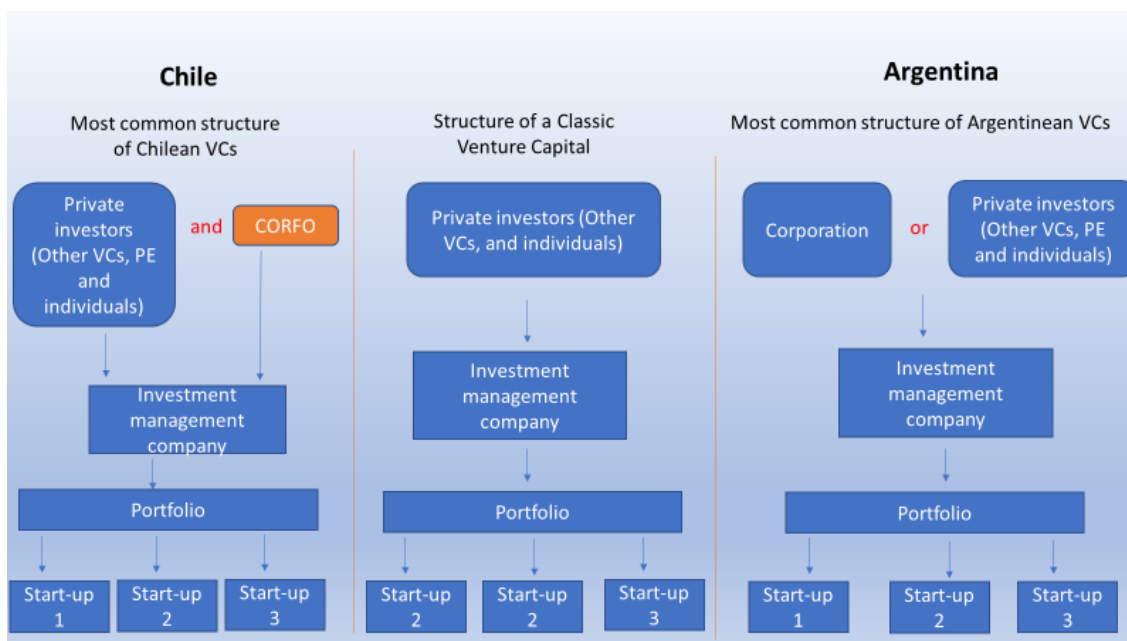 Chile
Most common structure
of Chilean VCs
Private
investors
(Other VCs, PE
and
individuals)
and
CORFO
Investment
management
company
Portfolio
Start-up
1
Start-up
2
Start-up
3
Structure of a Classic
Venture Capital
Private investors (Other
VCs, and individuals)
Investment
management
company
Portfolio
Start-up
2
Start-up
2
Start-up
3
Argentina
Most common structure of Argentinean VCs
Corporation
or
Private investors
(Other VCs, PE
and individuals)
Investment
management
company
Portfolio
Start-up
1
Start-up
2
Start-up
3